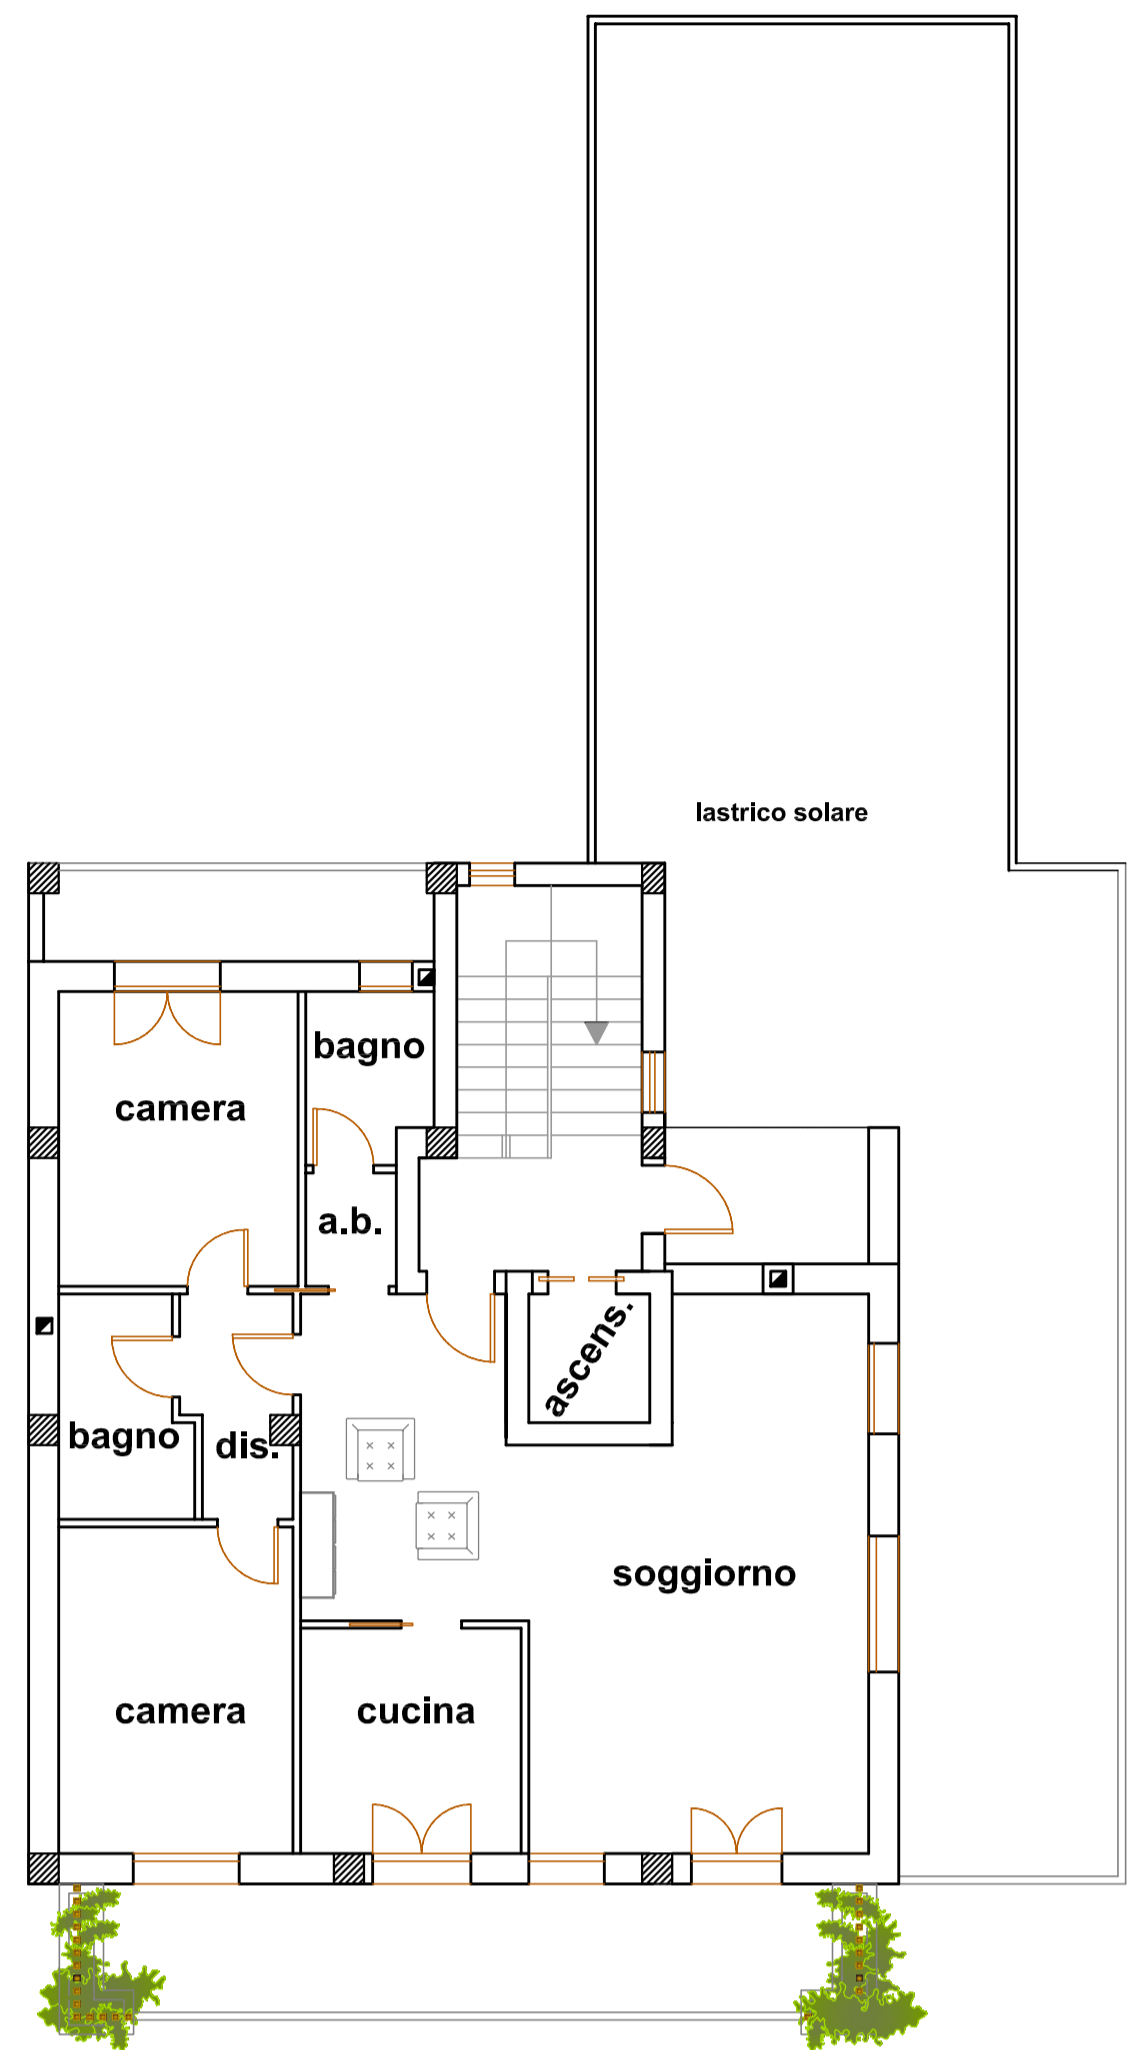 lastrico solare
bagno
camera
a.b.
ascens.
bagno
dis.
soggiorno
camera
cucina